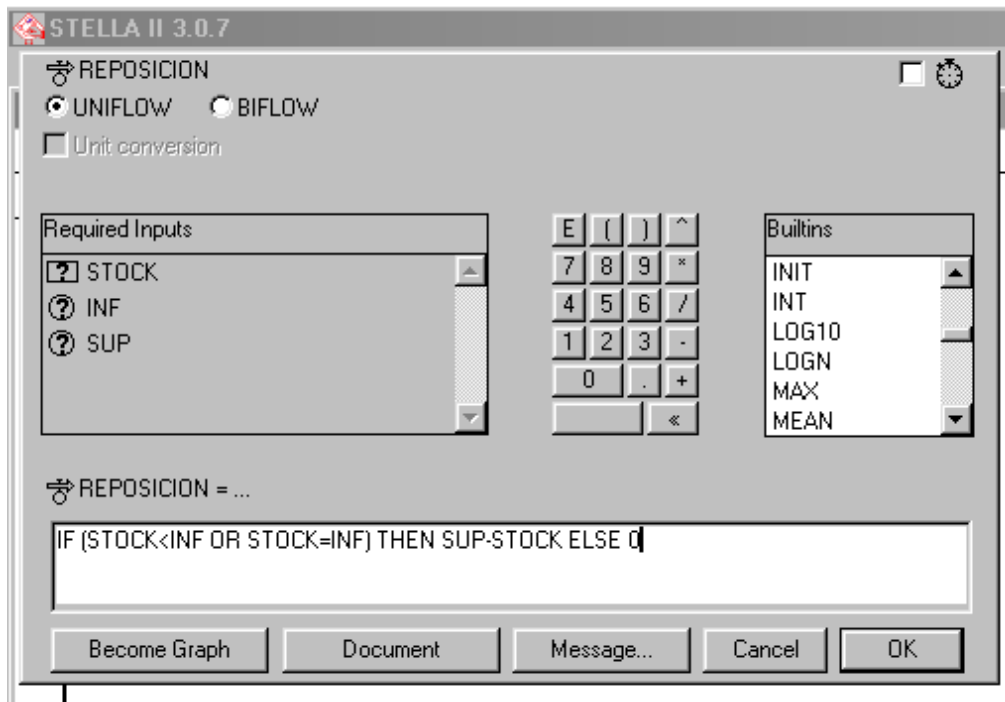 STELLA II 3.0.7
REPOSICION
UNIFLOW BIFLOW
Unit conversion
Required Inputs
? STOCK
? INF
? SUP
E ( ) ^
7 8 9 *
4 5 6 /
1 2 3 -
0 . +
«
Builtins
INIT
INT
LOG10
LOGN
MAX
MEAN
REPOSICION = ...
IF (STOCK<INF OR STOCK=INF) THEN SUP-STOCK ELSE 0
Become Graph Document Message... Cancel OK